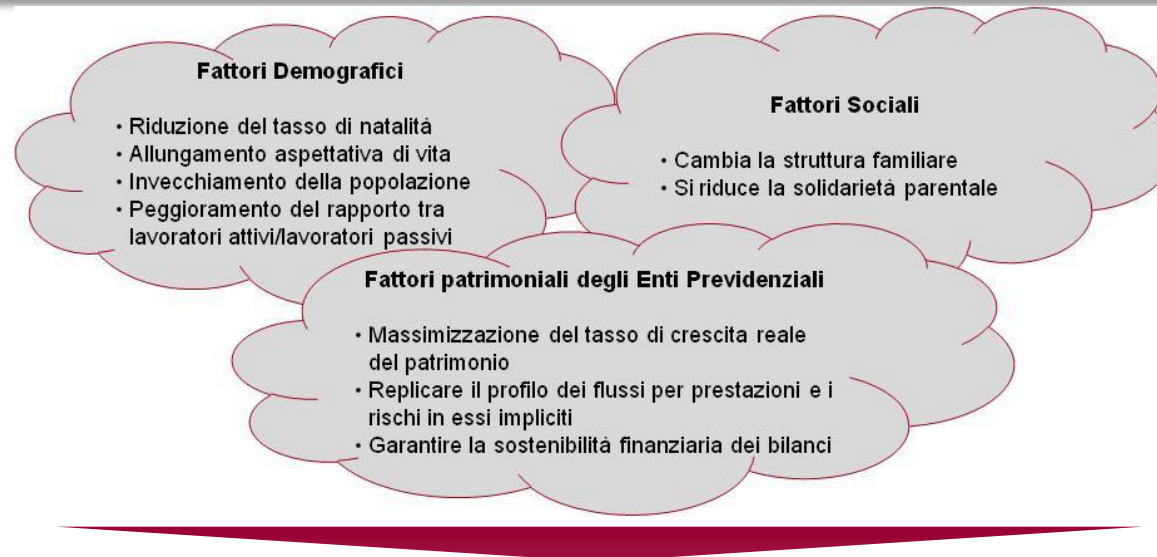 Fattori Demografici
• Riduzione del tasso di natalità
• Allungamento aspettativa di vita
• Invecchiamento della popolazione
• Peggioramento del rapporto tra
lavoratori attivi/lavoratori passivi
Fattori Sociali
• Cambia la struttura familiare
• Si riduce la solidarietà parentale
Fattori patrimoniali degli Enti Previdenziali
• Massimizzazione del tasso di crescita reale
del patrimonio
• Replicare il profilo dei flussi per prestazioni e i
rischi in essi impliciti
• Garantire la sostenibilità finanziaria dei bilanci